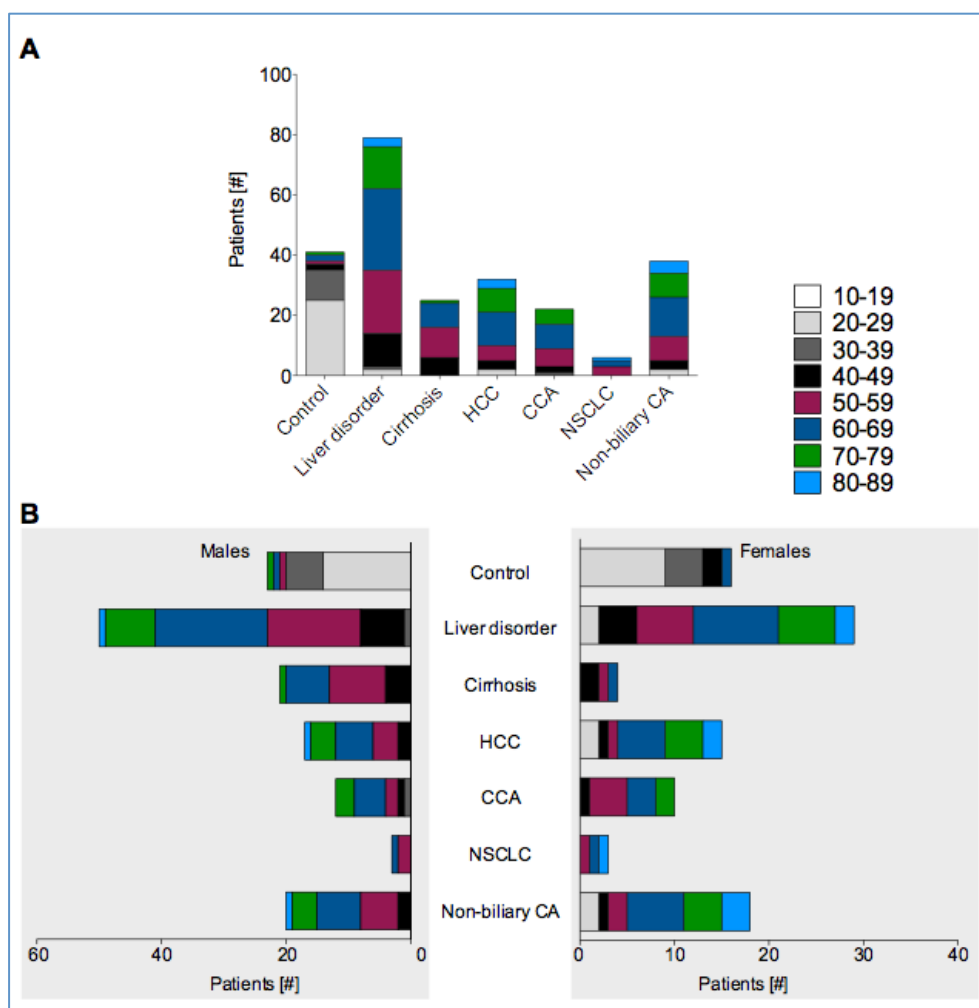 A
100
80
60
40
20
0
Patients [#]
Control
Liver disorder
Cirrhosis
HCC
CCA
NSCLC
Non-biliary CA
10-19
20-29
30-39
40-49
50-59
60-69
70-79
80-89
B
Males
Females
Control
Liver disorder
Cirrhosis
HCC
CCA
NSCLC
Non-biliary CA
60 40 20 0
0 10 20 30 40
Patients [#]
Patients [#]